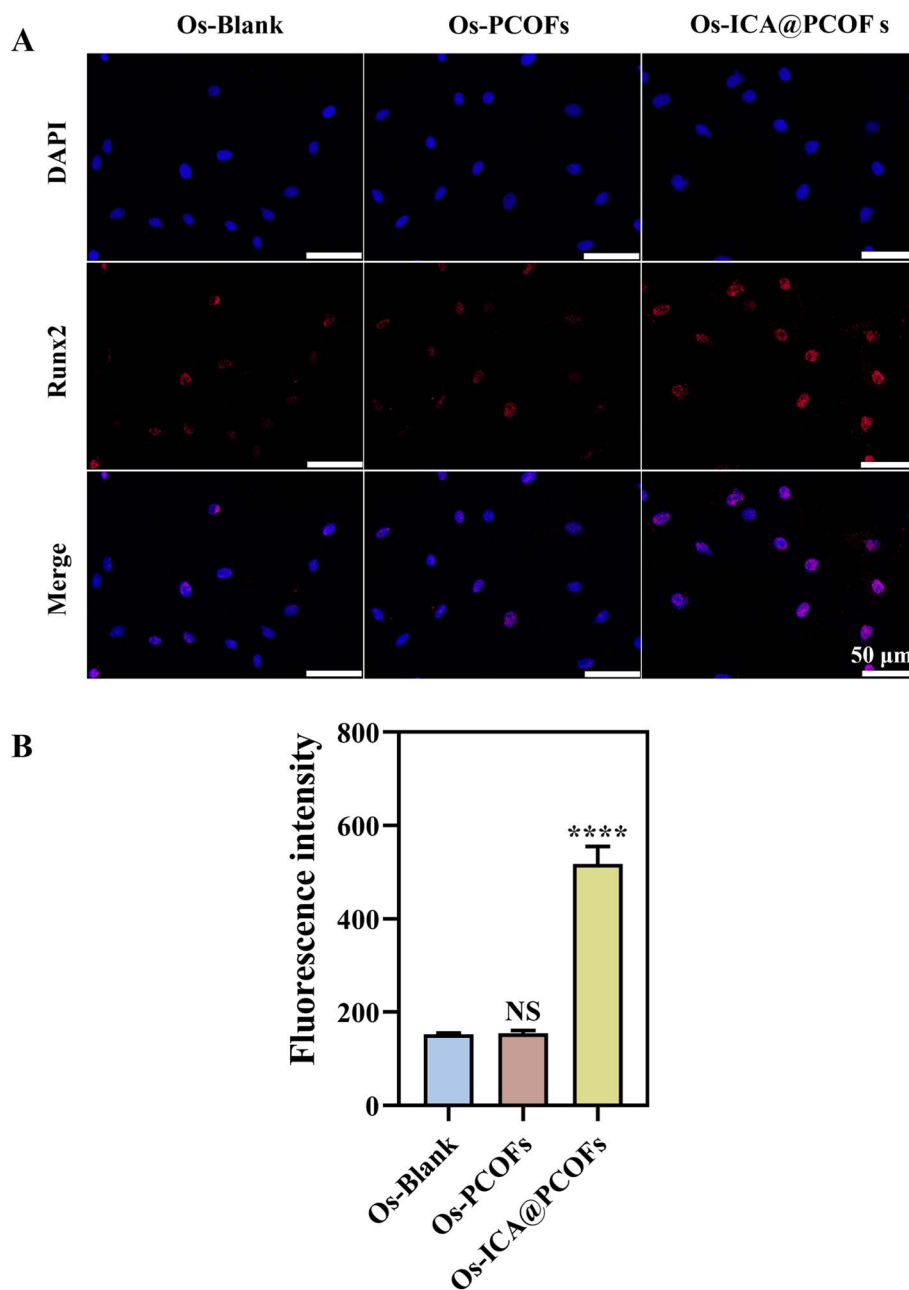 A
Os-Blank Os-PCOFs Os-ICA@PCOF s
DAPI
Runx2
Merge
50 μm
B
Fluorescence intensity
800
600
400
200
0
NS
****
Os-Blank
Os-PCOFs
Os-ICA@PCOFs